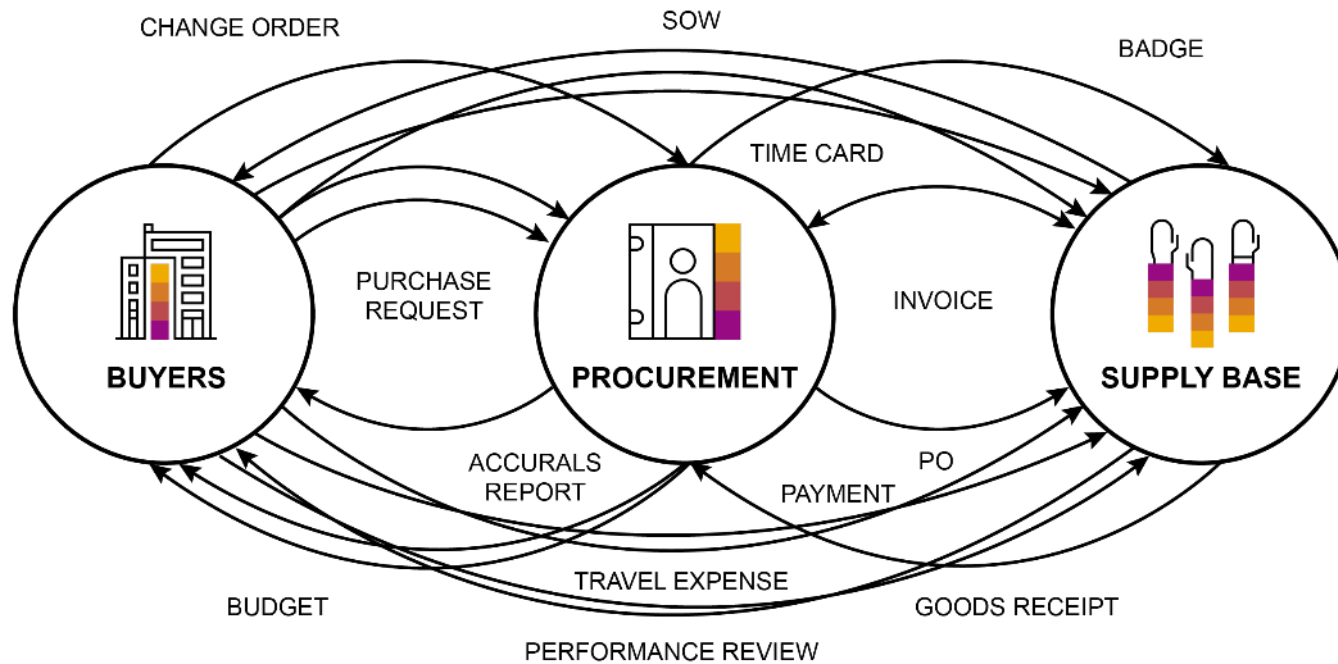 CHANGE ORDER
SOW
BADGE
TIME CARD
PURCHASE
REQUEST
INVOICE
BUYERS
PROCUREMENT
SUPPLY BASE
ACCURALS
REPORT
PO
PAYMENT
TRAVEL EXPENSE
BUDGET
GOODS RECEIPT
PERFORMANCE REVIEW